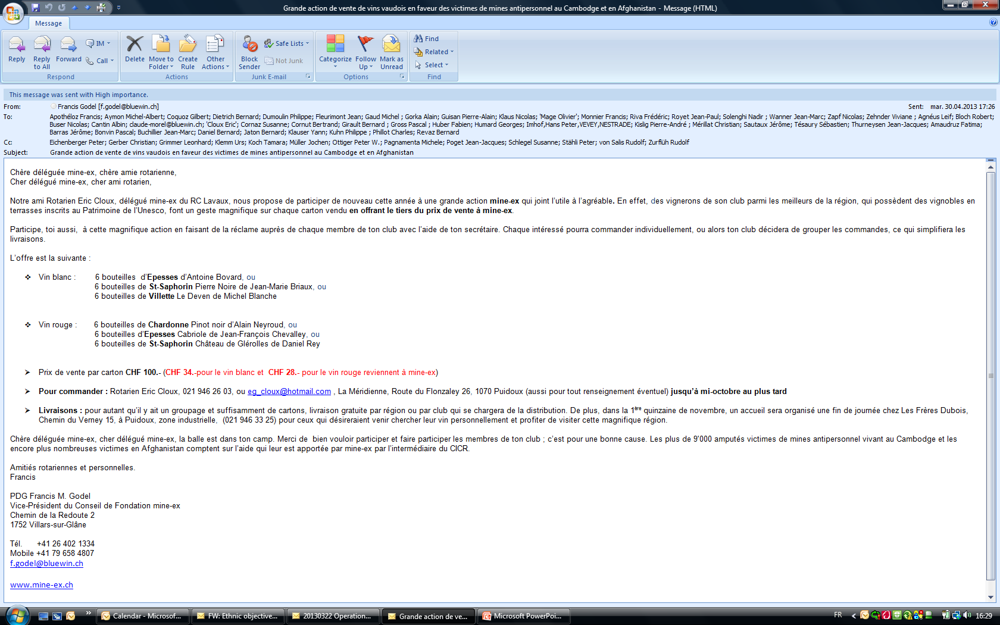 Grande action de vente de vins vaudois en faveur des victimes de mines antipersonnel au Cambodge et en Afghanistan - Message (HTML)
Message
Reply
Reply to All
Forward
IM
Call
Respond
Delete
Move to Folder
Create Rule
Other Actions
Actions
Block Sender
Safe Lists
Not Junk
Junk E-mail
Categorize
Follow Up
Mark as Unread
Options
Find
Related
Select
Find
This message was sent with High importance.
From: Francis Godel [f.godel@bluewin.ch]
Sent: mar. 30.04.2013 17:26
To: Apothéloz Francis; Aymon Michel-Albert; Coquoz Gilbert; Dietrich Bernard; Dumoulin Philippe; Fleurimont Jean; Gaud Michel ; Gorka Alain; Guisan Pierre-Alain; Klaus Nicolas; 'Mage Olivier'; Monnier Francis; Riva Frédéric; Royet Jean-Paul; Solenghi Nadir ; Wanner Jean-Marc; Zapf Nicolas; Zehnder Viviane ; Agnéus Leif; Bloch Robert;
Buser Nicolas; Cantin Albin; claude-morel@bluewin.ch; 'Cloux Eric'; Cornaz Susanne; Cornut Bertrand; Girault Bernard ; Gross Pascal ; Huber Fabien; Humard Georges; Imhof,Hans Peter,VEVEY,NESTRADE; Kislig Pierre-André ; Mérillat Christian; Sautaux Jérôme; Tésaury Sébastien; Thurneysen Jean-Jacques; Amaudruz Fatima;
Barras Jérôme; Bonvin Pascal; Buchillier Jean-Marc; Daniel Bernard; Jaton Bernard; Klauser Yann; Kuhn Philippe ; Phillot Charles; Revaz Bernard
Cc: Eichenberger Peter; Gerber Christian; Grimmer Leonhard; Klemm Urs; Koch Tamara; Müller Jochen; Ottiger Peter W.; Pagnamenta Michele; Poget Jean-Jacques; Schlegel Susanne; Stähli Peter; von Salis Rudolf; Zurflüh Rudolf
Subject: Grande action de vente de vins vaudois en faveur des victimes de mines antipersonnel au Cambodge et en Afghanistan
Chère déléguée mine-ex, chère amie rotarienne,
Cher délégué mine-ex, cher ami rotarien,
Notre ami Rotarien Eric Cloux, délégué mine-ex du RC Lavaux, nous propose de participer de nouveau cette année à une grande action mine-ex qui joint l'utile à l'agréable. En effet, des vignerons de son club parmi les meilleurs de la région, qui possèdent des vignobles en
terrasses inscrits au Patrimoine de l'Unesco, font un geste magnifique sur chaque carton vendu en offrant le tiers du prix de vente à mine-ex.
Participe, toi aussi, à cette magnifique action en faisant de la réclame auprès de chaque membre de ton club avec l'aide de ton secrétaire. Chaque intéressé pourra commander individuellement, ou alors ton club décidera de grouper les commandes, ce qui simplifiera les
livraisons.
L'offre est la suivante :
❖ Vin blanc : 6 bouteilles d'Epesses d'Antoine Bovard, ou
6 bouteilles de St-Saphorin Pierre Noire de Jean-Marie Briaux, ou
6 bouteilles de Villette Le Deven de Michel Blanche
❖ Vin rouge : 6 bouteilles de Chardonne Pinot noir d'Alain Neyroud, ou
6 bouteilles d'Epesses Cabriole de Jean-François Chevalley, ou
6 bouteilles de St-Saphorin Château de Glérolles de Daniel Rey
➢ Prix de vente par carton CHF 100.- (CHF 34.-pour le vin blanc et CHF 28.- pour le vin rouge reviennent à mine-ex)
➢ Pour commander : Rotarien Eric Cloux, 021 946 26 03, ou eg_cloux@hotmail.com , La Méridienne, Route du Flonzaley 26, 1070 Puidoux (aussi pour tout renseignement éventuel) jusqu'à mi-octobre au plus tard
➢ Livraisons : pour autant qu'il y ait un groupage et suffisamment de cartons, livraison gratuite par région ou par club qui se chargera de la distribution. De plus, dans la 1ère quinzaine de novembre, un accueil sera organisé une fin de journée chez Les Frères Dubois,
Chemin du Verney 15, à Puidoux, zone industrielle, (021 946 33 25) pour ceux qui désireraient venir chercher leur vin personnellement et profiter de visiter cette magnifique région.
Chère déléguée mine-ex, cher délégué mine-ex, la balle est dans ton camp. Merci de bien vouloir participer et faire participer les membres de ton club ; c'est pour une bonne cause. Les plus de 9'000 amputés victimes de mines antipersonnel vivant au Cambodge et les
encore plus nombreuses victimes en Afghanistan comptent sur l'aide qui leur est apportée par mine-ex par l'intermédiaire du CICR.
Amitiés rotariennes et personnelles.
Francis
PDG Francis M. Godel
Vice-Président du Conseil de Fondation mine-ex
Chemin de la Redoute 2
1752 Villars-sur-Glâne
Tél. +41 26 402 1334
Mobile +41 79 658 4807
f.godel@bluewin.ch
www.mine-ex.ch
Calendar - Microsof...
FW: Ethnic objective...
20130322 Operation...
Grande action de ve...
Microsoft PowerPoi...
FR
16:29